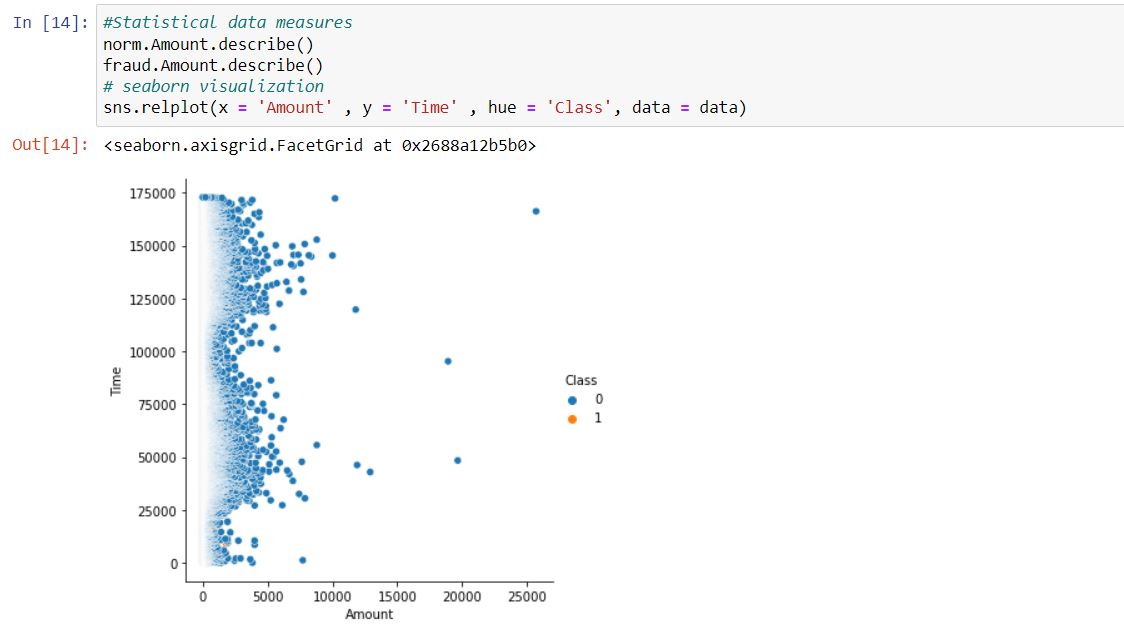 In [14]: #Statistical data measures
norm.Amount.describe()
fraud.Amount.describe()
# seaborn visualization
sns.relplot(x = 'Amount' , y = 'Time' , hue = 'Class', data = data)
Out[14]: <seaborn.axisgrid.FacetGrid at 0x2688a12b5b0>
175000
150000
125000
100000
75000
50000
25000
0
Time
0 5000 10000 15000 20000 25000
Amount
Class
0
1